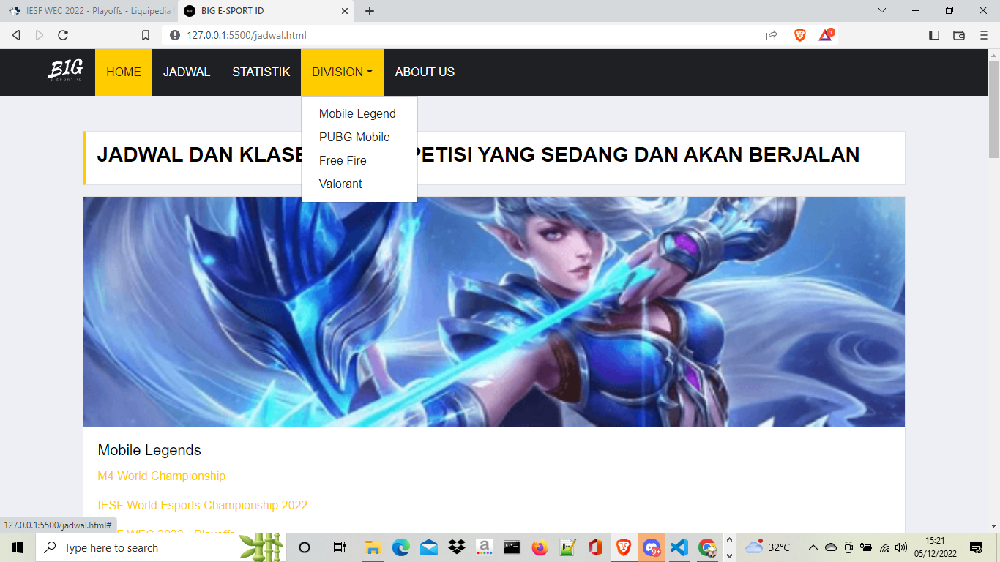 IESF WEC 2022 - Playoffs - Liquipedia
BIG E-SPORT ID
127.0.0.1:5500/jadwal.html
1
BIG
E-SPORT ID
HOME
JADWAL
STATISTIK
DIVISION
ABOUT US
Mobile Legend
PUBG Mobile
Free Fire
Valorant
JADWAL DAN KLASE PETISI YANG SEDANG DAN AKAN BERJALAN
Mobile Legends
M4 World Championship
IESF World Esports Championship 2022
IESF WEC 2022 - Playoffs
127.0.0.1:5500/jadwal.html#
Type here to search
9+
32°C
15:21
05/12/2022